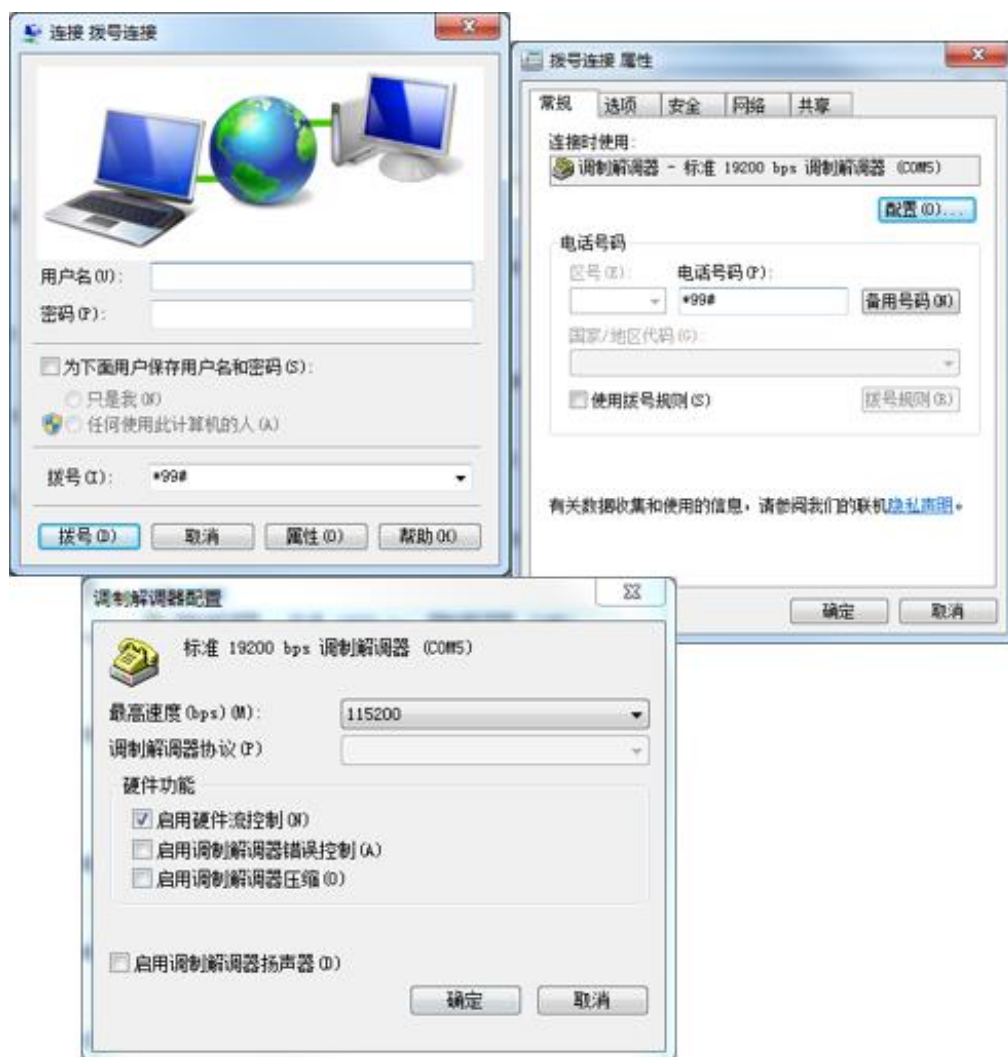 连接 拨号连接
用户名(U):
密码(P):
为下面用户保存用户名和密码(S):
只是我(N)
任何使用此计算机的人(A)
拨号(I):
*99#
拨号(D)
取消
属性(O)
帮助(H)
拨号连接 属性
常规
选项
安全
网络
共享
连接时使用:
调制解调器 - 标准 19200 bps 调制解调器 (COM5)
配置(O)...
电话号码
区号(E):
电话号码(P):
*99#
备用号码(N)
国家/地区代码(G):
使用拨号规则(S)
拨号规则(R)
有关数据收集和使用的信息，请参阅我们的联机隐私声明。
确定
取消
调制解调器配置
标准 19200 bps 调制解调器 (COM5)
最高速度(bps)(M):
115200
调制解调器协议(P)
硬件功能
启用硬件流控制(N)
启用调制解调器错误控制(A)
启用调制解调器压缩(O)
启用调制解调器扬声器(D)
确定
取消